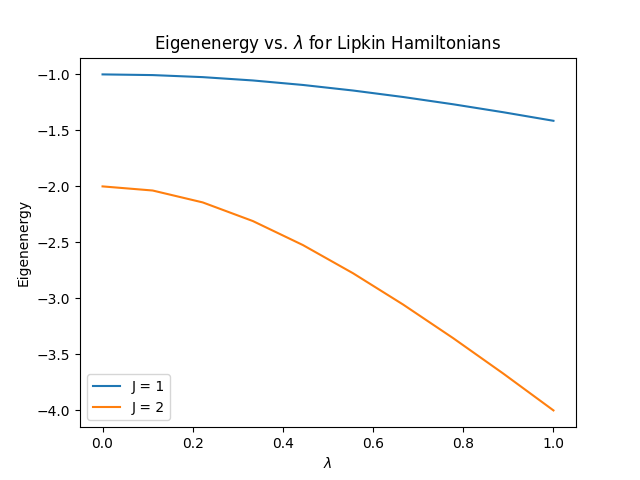 Eigenenergy vs. λ for Lipkin Hamiltonians
Eigenenergy
−1.0
−1.5
−2.0
−2.5
−3.0
−3.5
−4.0
J = 1
J = 2
0.0 0.2 0.4 0.6 0.8 1.0
λ